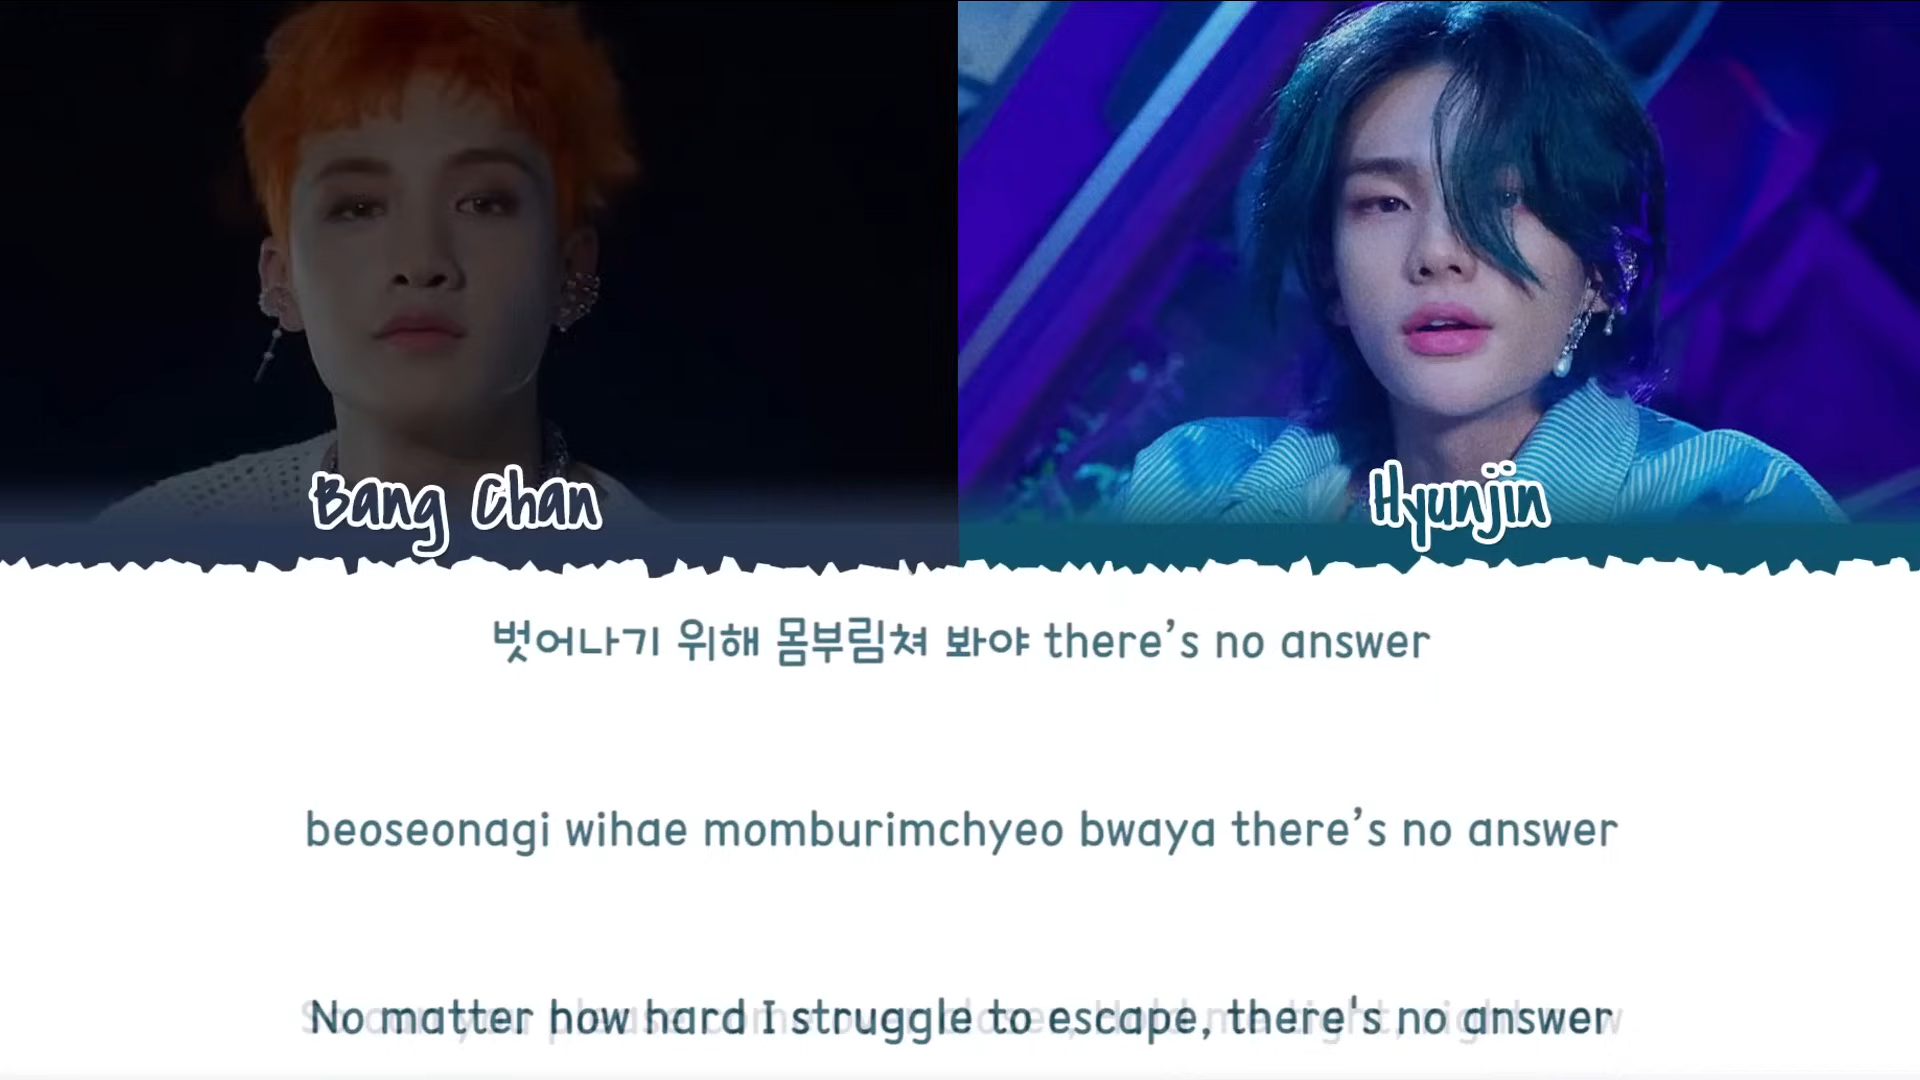 Bang Chan
Hyunjin
벗어나기 위해 몸부림쳐 봐야 there's no answer
beoseonagi wihae momburimchyeo bwaya there's no answer
No matter how hard I struggle to escape, there's no answer